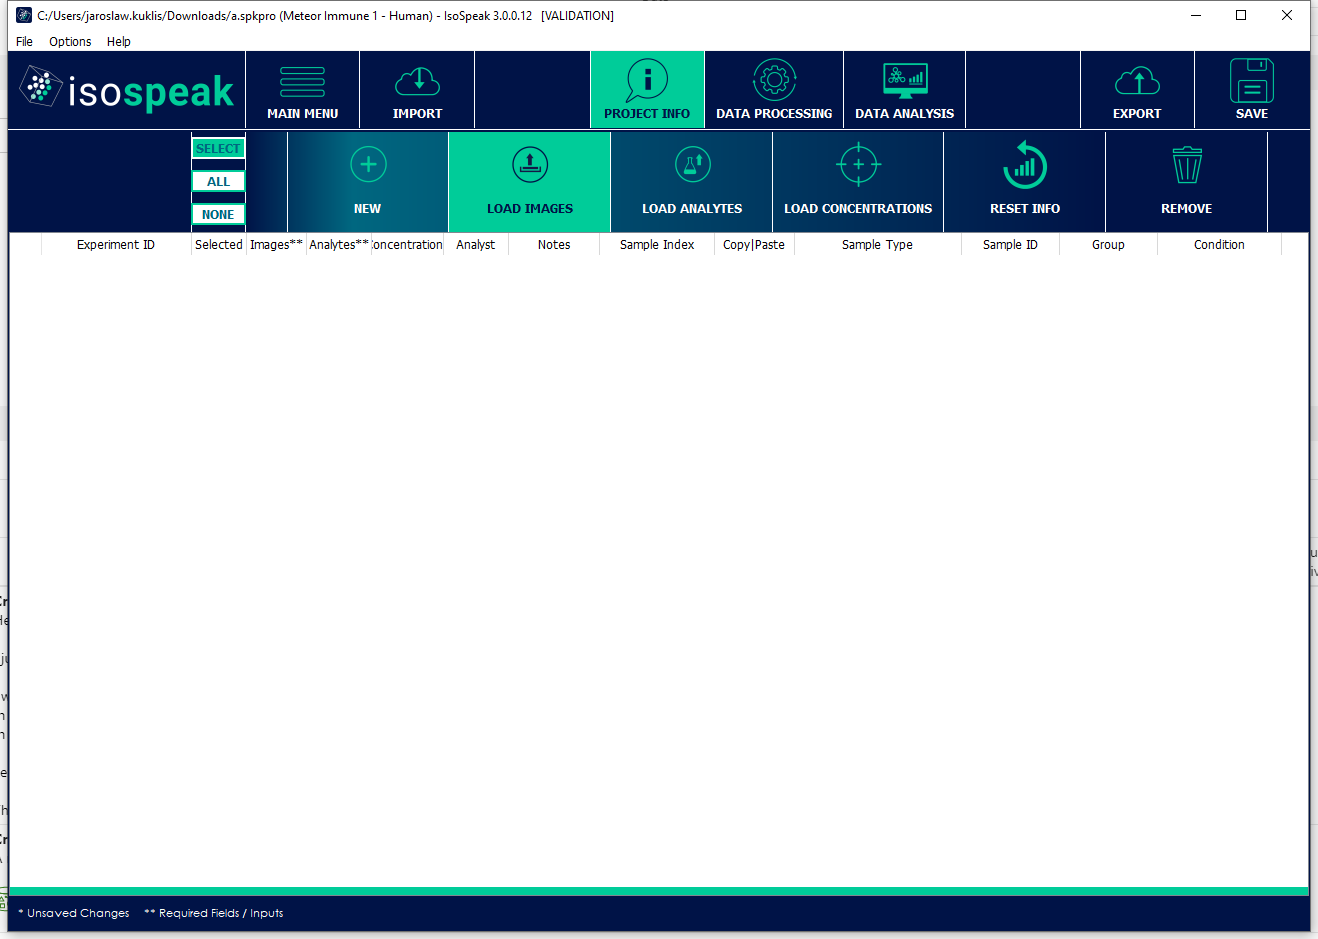 C:/Users/jaroslaw.kuklis/Downloads/a.spkpro (Meteor Immune 1 - Human) - IsoSpeak 3.0.0.12   [VALIDATION]
File Options Help
isospeak
MAIN MENU IMPORT PROJECT INFO DATA PROCESSING DATA ANALYSIS EXPORT SAVE
SELECT
ALL
NONE
NEW LOAD IMAGES LOAD ANALYTES LOAD CONCENTRATIONS RESET INFO REMOVE
Experiment ID Selected Images** Analytes** oncentration Analyst Notes Sample Index Copy|Paste Sample Type Sample ID Group Condition
* Unsaved Changes ** Required Fields / Inputs